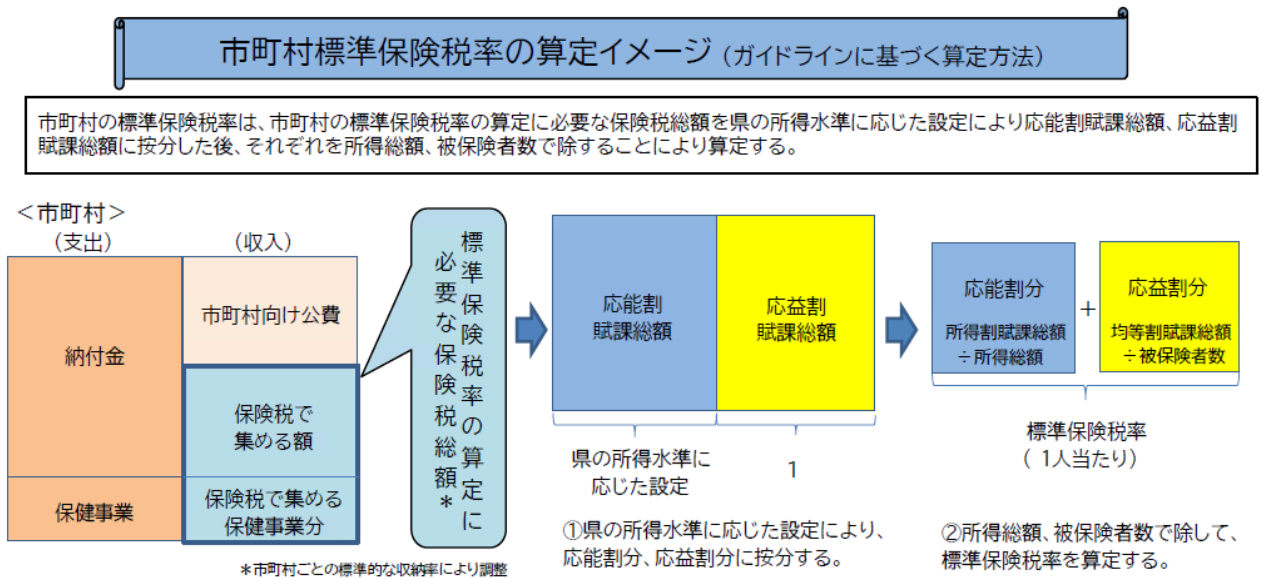 市町村標準保険税率の算定イメージ（ガイドラインに基づく算定方法）
市町村の標準保険税率は、市町村の標準保険税率の算定に必要な保険税総額を県の所得水準に応じた設定により応能割賦課総額、応益割
賦課総額に按分した後、それぞれを所得総額、被保険者数で除することにより算定する。
＜市町村＞
（支出）
（収入）
納付金
保健事業
市町村向け公費
保険税で
集める額
保険税で集める
保健事業分
標準保険税率の算定に
必要な保険税総額＊
＊市町村ごとの標準的な収納率により調整
応能割
賦課総額
応益割
賦課総額
県の所得水準に
応じた設定
1
①県の所得水準に応じた設定により、
応能割分、応益割分に按分する。
応能割分
所得割賦課総額
÷所得総額
＋
応益割分
均等割賦課総額
÷被保険者数
標準保険税率
（ 1人当たり）
②所得総額、被保険者数で除して、
標準保険税率を算定する。